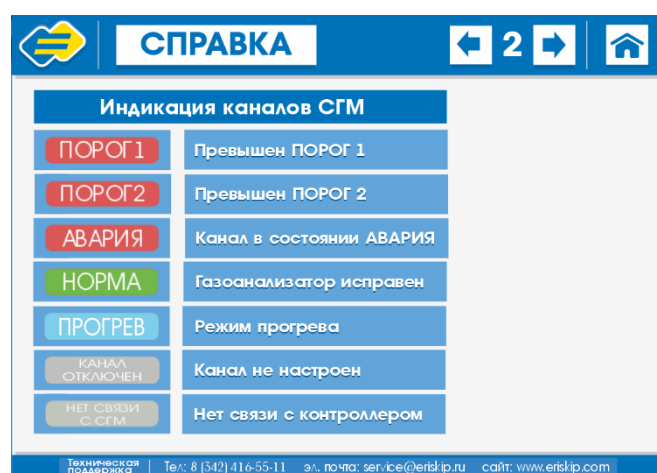 СПРАВКА 2
Индикация каналов СГМ
ПОРОГ1 Превышен ПОРОГ 1
ПОРОГ2 Превышен ПОРОГ 2
АВАРИЯ Канал в состоянии АВАРИЯ
НОРМА Газоанализатор исправен
ПРОГРЕВ Режим прогрева
КАНАЛ
ОТКЛЮЧЕН Канал не настроен
НЕТ СВЯЗИ
С СГМ Нет связи с контроллером
Техническая
поддержка Тел: 8 (342) 416-55-11 эл. почта: service@eriskip.ru сайт: www.eriskip.com